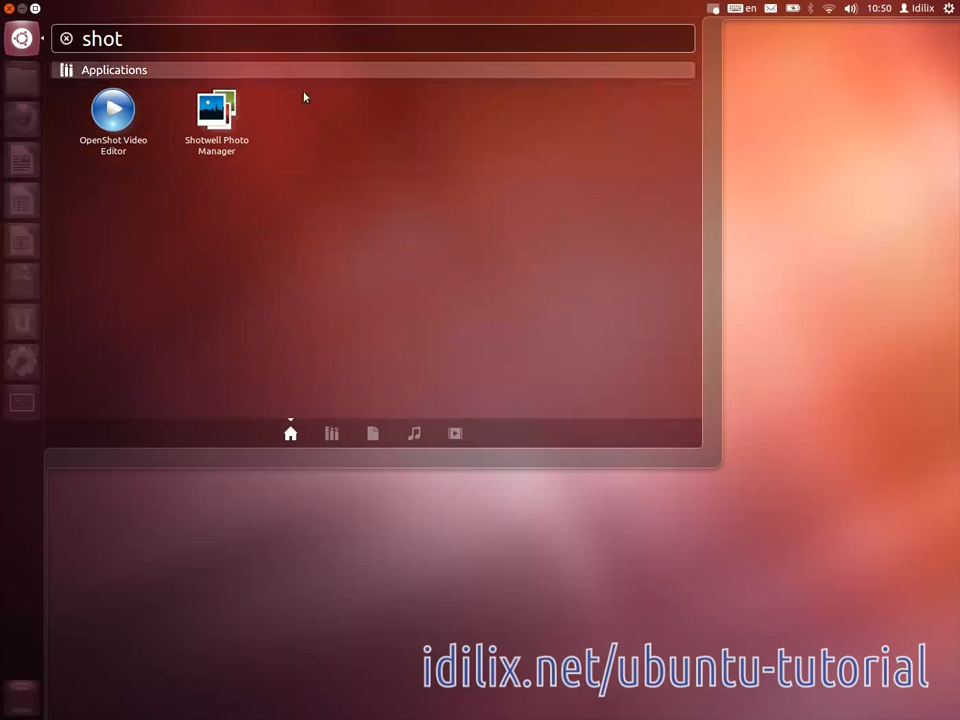 en
10:50
Idilix
shot
Applications
OpenShot Video
Editor
Shotwell Photo
Manager
idilix.net/ubuntu-tutorial